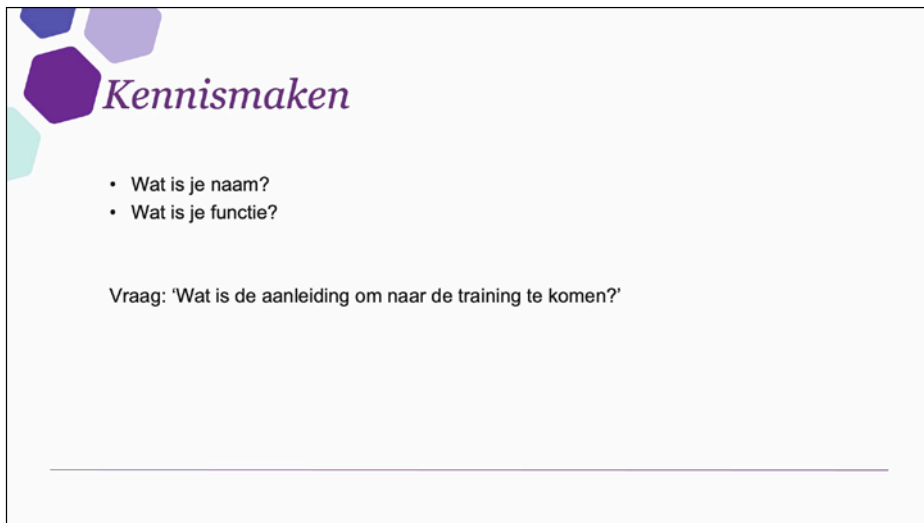 Kennismaken
• Wat is je naam?
• Wat is je functie?
Vraag: ‘Wat is de aanleiding om naar de training te komen?’